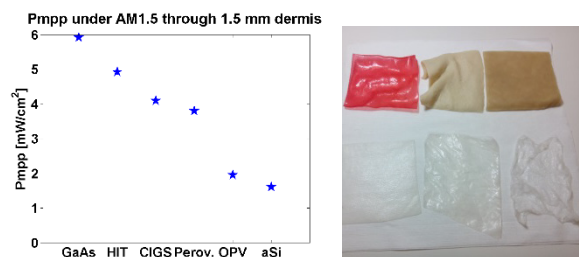 Pmpp under AM1.5 through 1.5 mm dermis
Pmpp [mW/cm²]
6
5
4
3
2
1
0
GaAs HIT CIGS Perov. OPV aSi